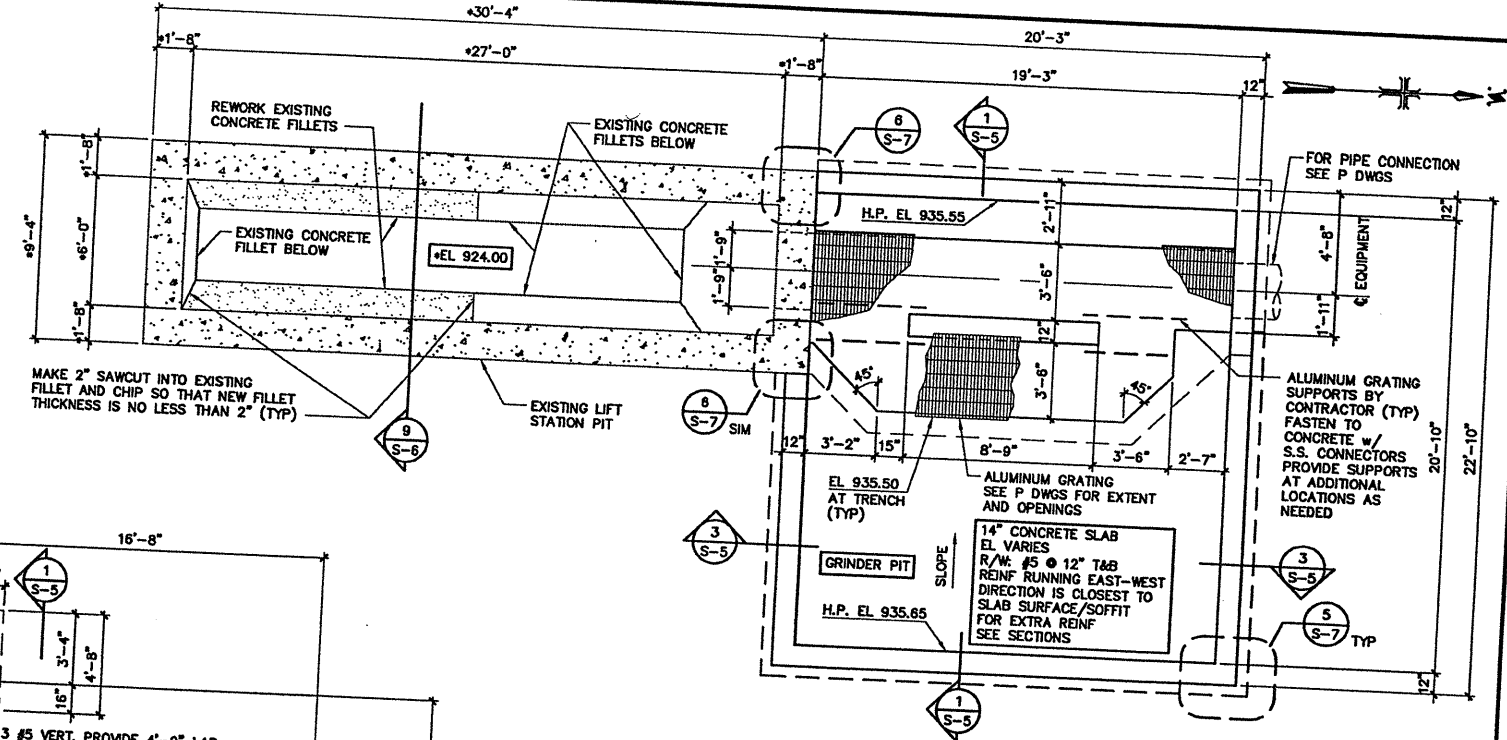 *30'-4"
20'-3"
*1'-8"
*27'-0"
*1'-8"
19'-3"
12"
REWORK EXISTING
CONCRETE FILLETS
EXISTING CONCRETE
FILLETS BELOW
6
S-7
1
S-5
FOR PIPE CONNECTION
SEE P DWGS
*1'-8"
*9'-4"
*6'-0"
*1'-8"
EXISTING CONCRETE
FILLET BELOW
*EL 924.00
1'-9"
1'-9"
H.P. EL 935.55
2'-11"
3'-6"
12"
3'-8"
12"
4'-8"
1'-11"
℄ EQUIPMENT
20'-10"
22'-10"
12"
45°
45°
MAKE 2" SAWCUT INTO EXISTING
FILLET AND CHIP SO THAT NEW FILLET
THICKNESS IS NO LESS THAN 2" (TYP)
9
S-6
EXISTING LIFT
STATION PIT
6
S-7
SIM
12"
3'-2"
15"
8'-9"
3'-6"
2'-7"
ALUMINUM GRATING
SUPPORTS BY
CONTRACTOR (TYP)
FASTEN TO
CONCRETE w/
S.S. CONNECTORS
PROVIDE SUPPORTS
AT ADDITIONAL
LOCATIONS AS
NEEDED
EL 935.50
AT TRENCH
(TYP)
ALUMINUM GRATING
SEE P DWGS FOR EXTENT
AND OPENINGS
3
S-5
GRINDER PIT
SLOPE
14" CONCRETE SLAB
EL VARIES
R/W: #5 @ 12" T&B
REINF RUNNING EAST-WEST
DIRECTION IS CLOSEST TO
SLAB SURFACE/SOFFIT
FOR EXTRA REINF
SEE SECTIONS
3
S-5
H.P. EL 935.65
5
S-7
TYP
1
S-5
16'-8"
1
S-5
3'-4"
4'-8"
16"